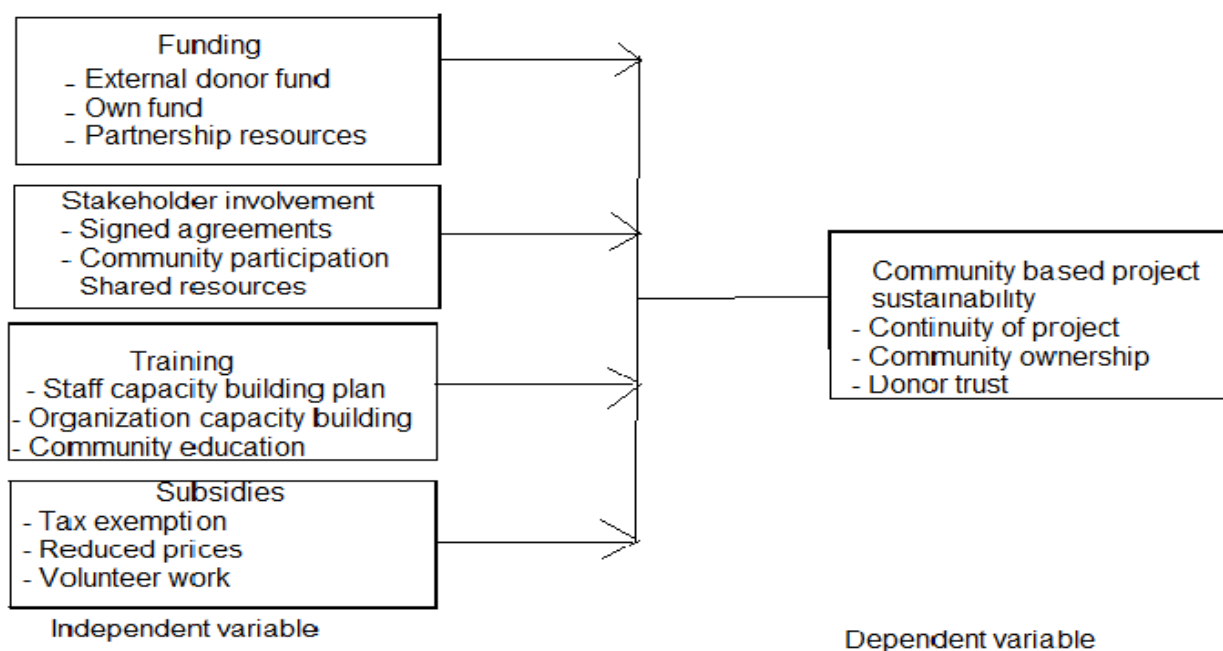 Funding
- External donor fund
- Own fund
- Partnership resources
Stakeholder involvement
- Signed agreements
- Community participation
Shared resources
Training
- Staff capacity building plan
- Organization capacity building
- Community education
Subsidies
- Tax exemption
- Reduced prices
- Volunteer work
Independent variable
Community based project
sustainability
- Continuity of project
- Community ownership
- Donor trust
Dependent variable